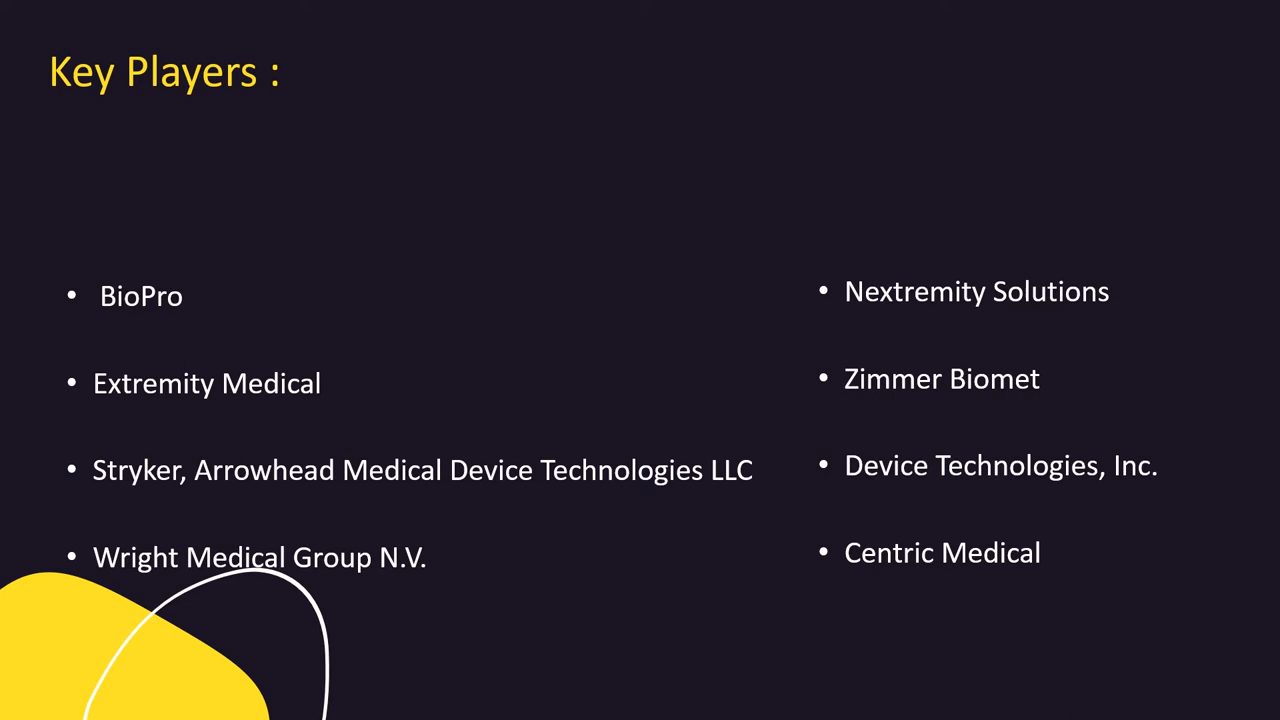 Key Players :
• BioPro
• Extremity Medical
• Stryker, Arrowhead Medical Device Technologies LLC
• Wright Medical Group N.V.
• Nextremity Solutions
• Zimmer Biomet
• Device Technologies, Inc.
• Centric Medical